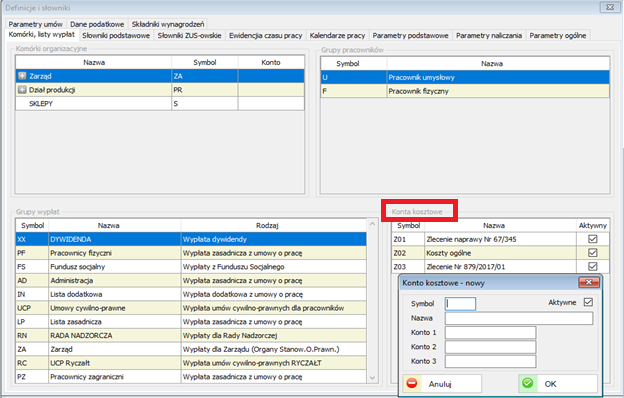 Definicje i słowniki
Parametry umów Dane podatkowe Składniki wynagrodzeń
Komórki, listy wypłat Słowniki podstawowe Słowniki ZUS-owskie Ewidencja czasu pracy Kalendarze pracy Parametry podstawowe Parametry naliczania Parametry ogólne
Komórki organizacyjne
Nazwa Symbol Konto
Zarząd ZA
Dział produkcji PR
SKLEPY S
Grupy pracowników
Symbol Nazwa
U Pracownik umysłowy
F Pracownik fizyczny
Grupy wypłat
Symbol Nazwa Rodzaj
XX DYWIDENDA Wypłata dywidendy
PF Pracownicy fizyczni Wypłata zasadnicza z umowy o pracę
FS Fundusz socjalny Wypłaty z Funduszu Socjalnego
AD Administracja Wypłata zasadnicza z umowy o pracę
IN Lista dodatkowa Wypłata dodatkowa z umowy o pracę
UCP Umowy cywilno-prawne Wypłata umów cywilno-prawnych dla pracowników
LP Lista zasadnicza Wypłata zasadnicza z umowy o pracę
RN RADA NADZORCZA Wypłaty dla Rady Nadzorczej
ZA Zarząd Wypłaty dla Zarządu (Organy Stanow.O.Prawn.)
RC UCP Ryczałt Wypłata umów cywilno-prawnych RYCZAŁT
PZ Pracownicy zagraniczni Wypłata zasadnicza z umowy o pracę
Konta kosztowe
Symbol Nazwa Aktywny
Z01 Zlecenie naprawy Nr 67/345
Z02 Koszty ogólne
Z03 Zlecenie Nr 879/2017/01
Konto kosztowe - nowy
Symbol Aktywne
Nazwa
Konto 1
Konto 2
Konto 3
Anuluj OK